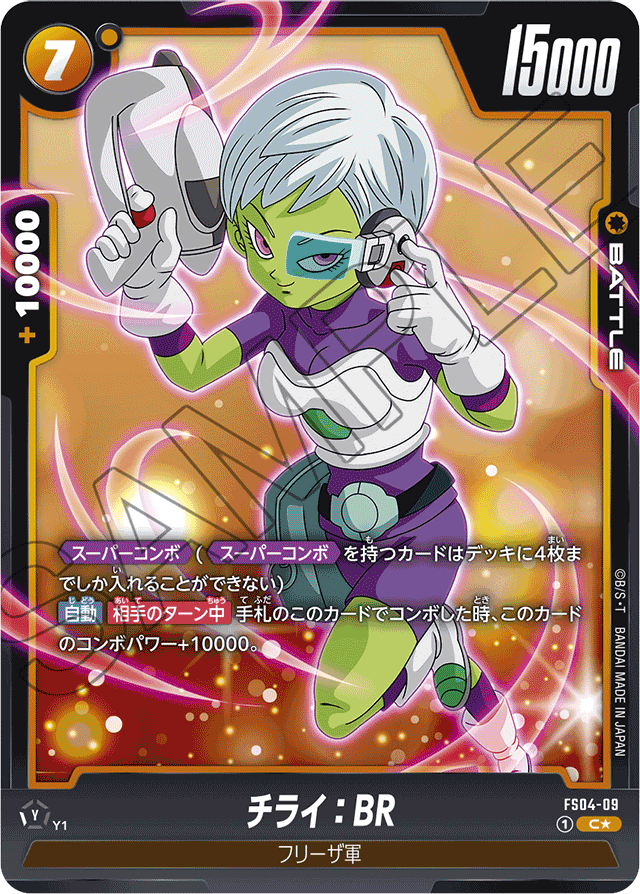 7
15000
+ 10000
BATTLE
SAMPLE
スーパーコンボ ( スーパーコンボ を持つカードはデッキに4枚ま
でしか入れることができない)
自動 相手のターン中 手札のこのカードでコンボした時、このカード
のコンボパワー+10000。
©B/S・T BANDAI MADE IN JAPAN
Y Y1
チライ：BR
FS04-09
1 C★
フリーザ軍